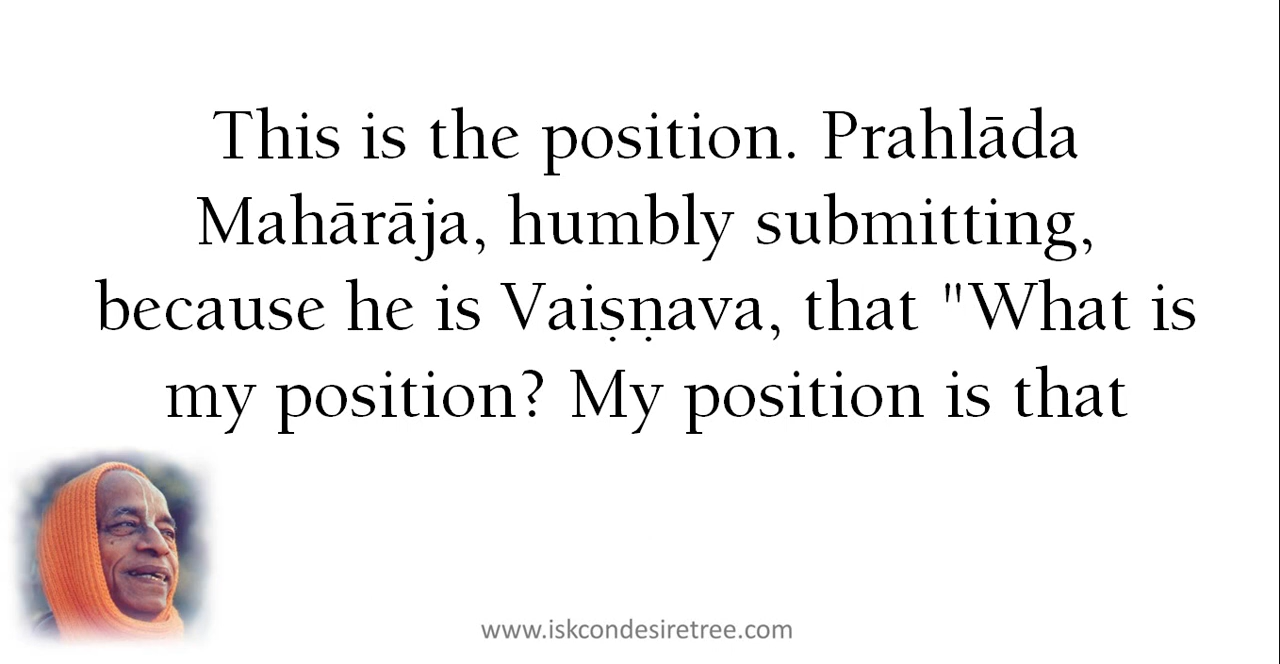 This is the position. Prahlāda
Mahārāja, humbly submitting,
because he is Vaiṣṇava, that "What is
my position? My position is that
www.iskcondesiretree.com